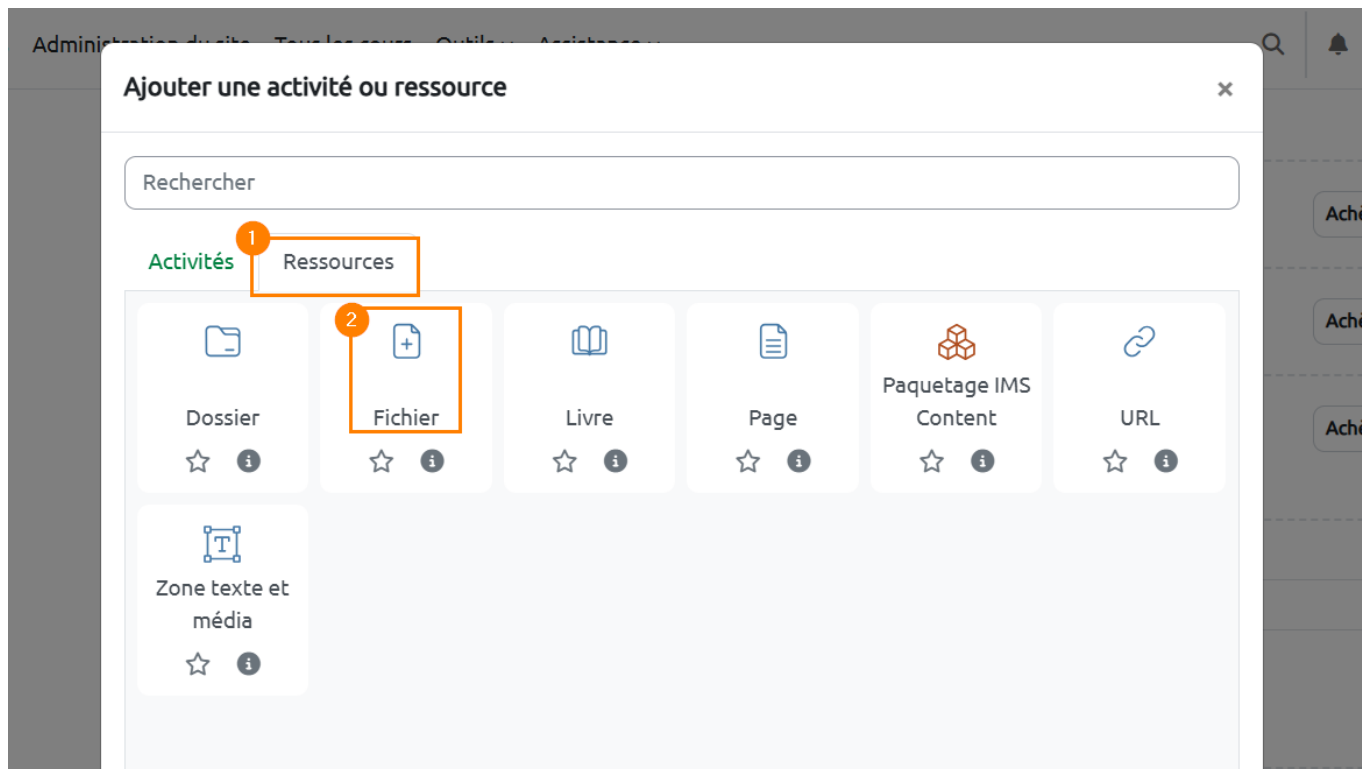 Ajouter une activité ou ressource
×
Rechercher
1
Activités Ressources
2
Dossier Fichier Livre Page Paquetage IMS Content URL
Zone texte et
média